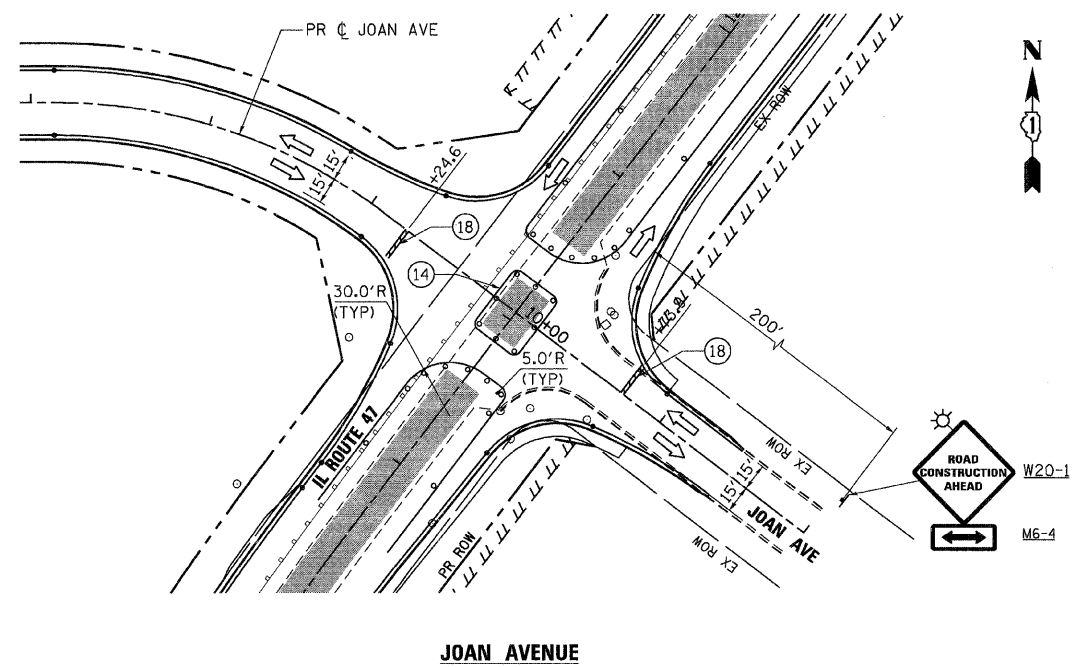 PR ℄ JOAN AVE
N
1
EX ROW
15' 15'
+24.6
18
14
30.0'R
(TYP)
10+00
200'
18
5.0'R
(TYP)
IL ROUTE 47
EX ROW
15' 15'
JOAN AVE
EX ROW
PR ROW
ROAD
CONSTRUCTION
AHEAD
W20-1
M6-4
JOAN AVENUE